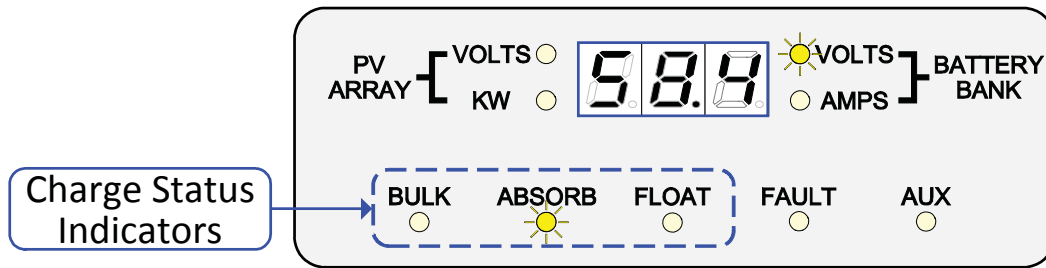 PV
ARRAY
VOLTS
KW
58.4
VOLTS
AMPS
BATTERY
BANK
Charge Status
Indicators
BULK ABSORB FLOAT FAULT AUX